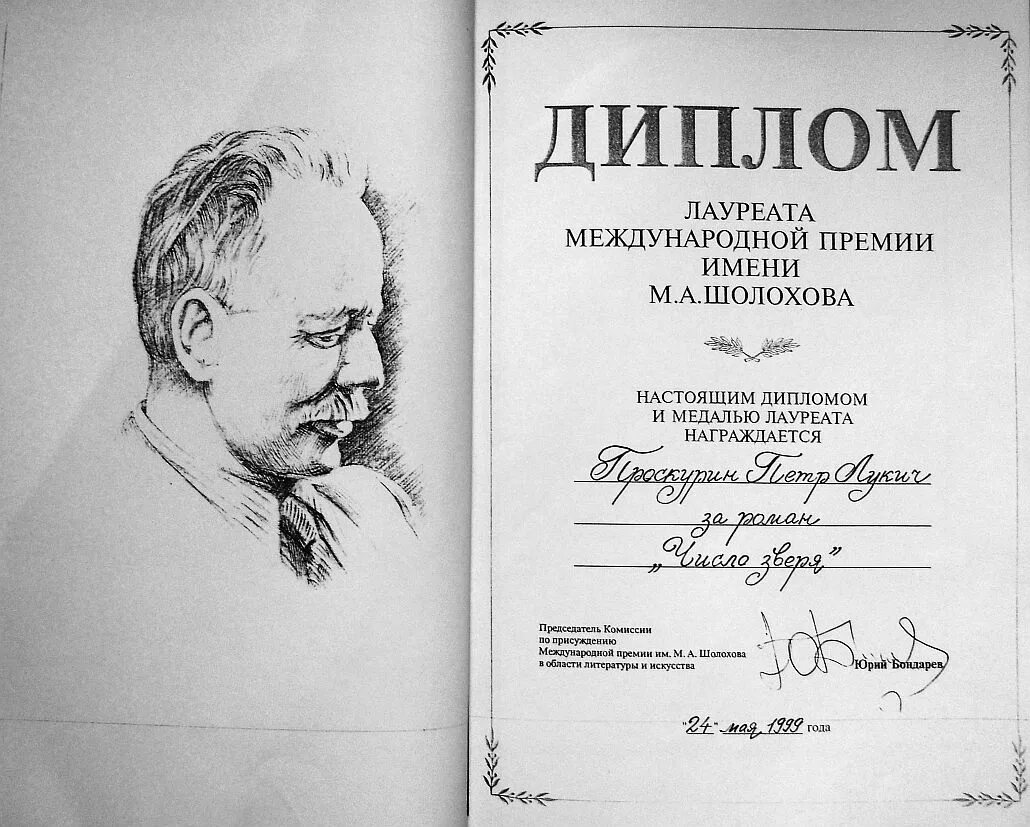 ДИПЛОМ
ЛАУРЕАТА
МЕЖДУНАРОДНОЙ ПРЕМИИ
ИМЕНИ
М.А.ШОЛОХОВА
НАСТОЯЩИМ ДИПЛОМОМ
И МЕДАЛЬЮ ЛАУРЕАТА
НАГРАЖДАЕТСЯ
Проскурин Петр Лукич
за роман
„Число зверя”
Председатель Комиссии
по присуждению
Международной премии им. М. А. Шолохова
в области литературы и искусства
Юрий Бондарев
"24" мая 1999 года